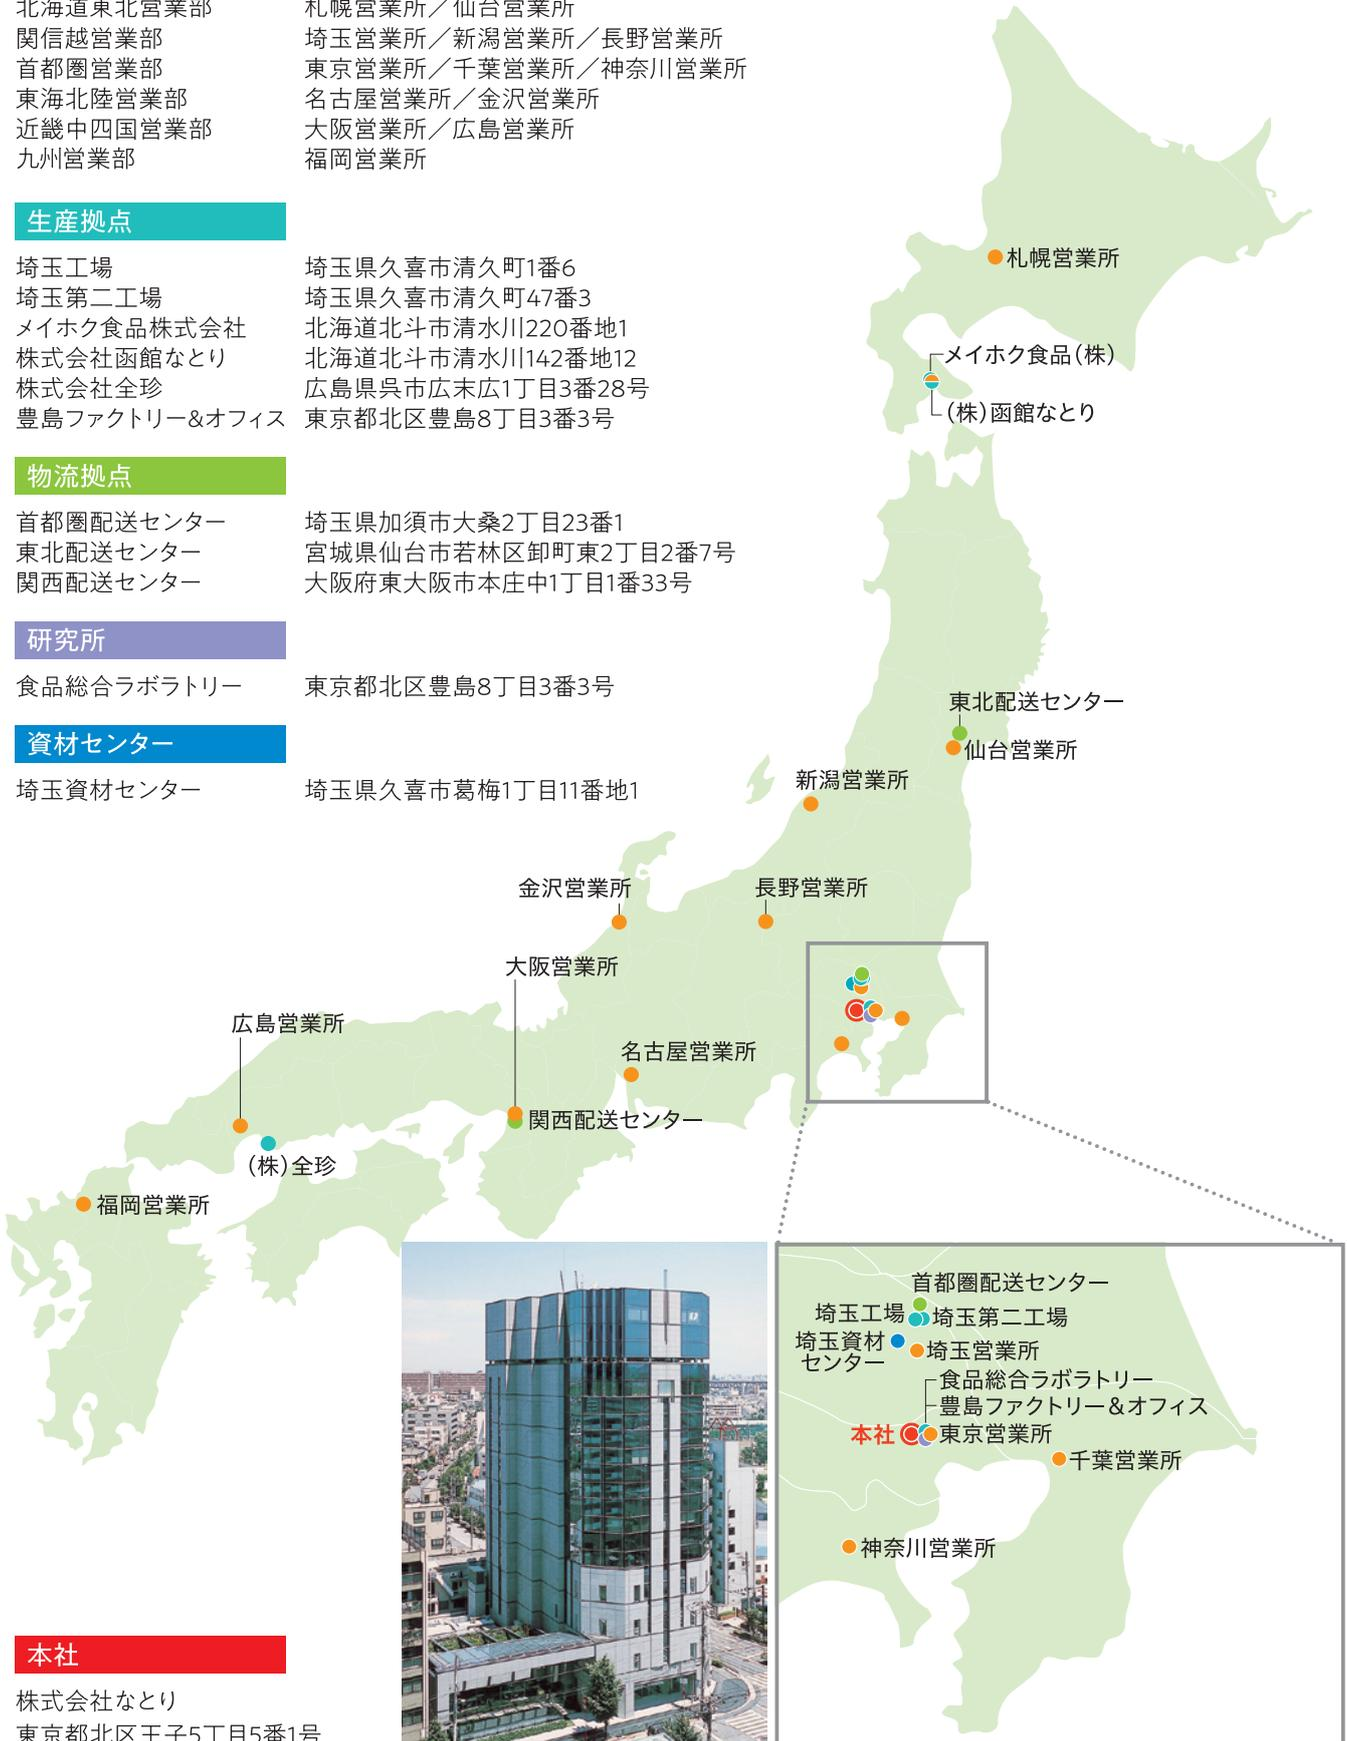 北海道東北営業部 札幌営業所／仙台営業所
関信越営業部 埼玉営業所／新潟営業所／長野営業所
首都圏営業部 東京営業所／千葉営業所／神奈川営業所
東海北陸営業部 名古屋営業所／金沢営業所
近畿中四国営業部 大阪営業所／広島営業所
九州営業部 福岡営業所
生産拠点
埼玉工場 埼玉県久喜市清久町1番6
埼玉第二工場 埼玉県久喜市清久町47番3
メイホク食品株式会社 北海道北斗市清水川220番地1
株式会社函館なとり 北海道北斗市清水川142番地12
株式会社全珍 広島県呉市広末広1丁目3番28号
豊島ファクトリー&オフィス 東京都北区豊島8丁目3番3号
物流拠点
首都圏配送センター 埼玉県加須市大桑2丁目23番1
東北配送センター 宮城県仙台市若林区卸町東2丁目2番7号
関西配送センター 大阪府東大阪市本庄中1丁目1番33号
研究所
食品総合ラボラトリー 東京都北区豊島8丁目3番3号
資材センター
埼玉資材センター 埼玉県久喜市葛梅1丁目11番地1
札幌営業所
メイホク食品（株）
（株）函館なとり
東北配送センター
仙台営業所
新潟営業所
金沢営業所
長野営業所
大阪営業所
広島営業所
名古屋営業所
関西配送センター
（株）全珍
福岡営業所
首都圏配送センター
埼玉工場
埼玉第二工場
埼玉資材
センター
埼玉営業所
食品総合ラボラトリー
豊島ファクトリー＆オフィス
本社
東京営業所
千葉営業所
神奈川営業所
本社
株式会社なとり
東京都北区王子5丁目5番1号